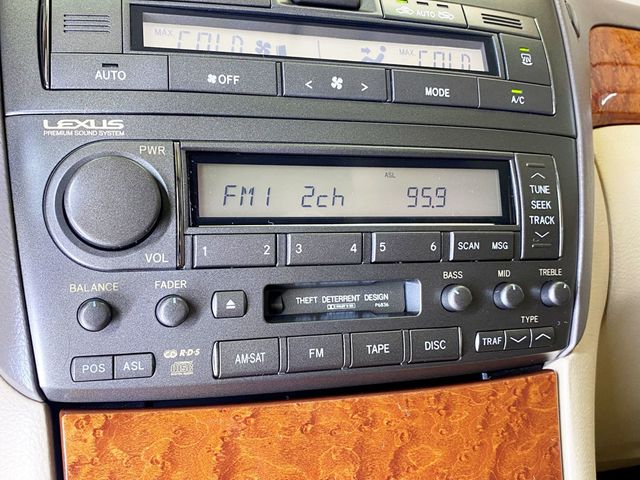 MAX COLD MAX COLD
AUTO
AUTO OFF < > MODE A/C
LEXUS
PREMIUM SOUND SYSTEM
PWR
VOL
ASL
FM1 2ch 95.9
TUNE
SEEK
TRACK
1 2 3 4 5 6 SCAN MSG
BALANCE FADER BASS MID TREBLE
THEFT DETERRENT DESIGN
P6836
TYPE
AM·SAT FM TAPE DISC TRAF
POS ASL R·D·S